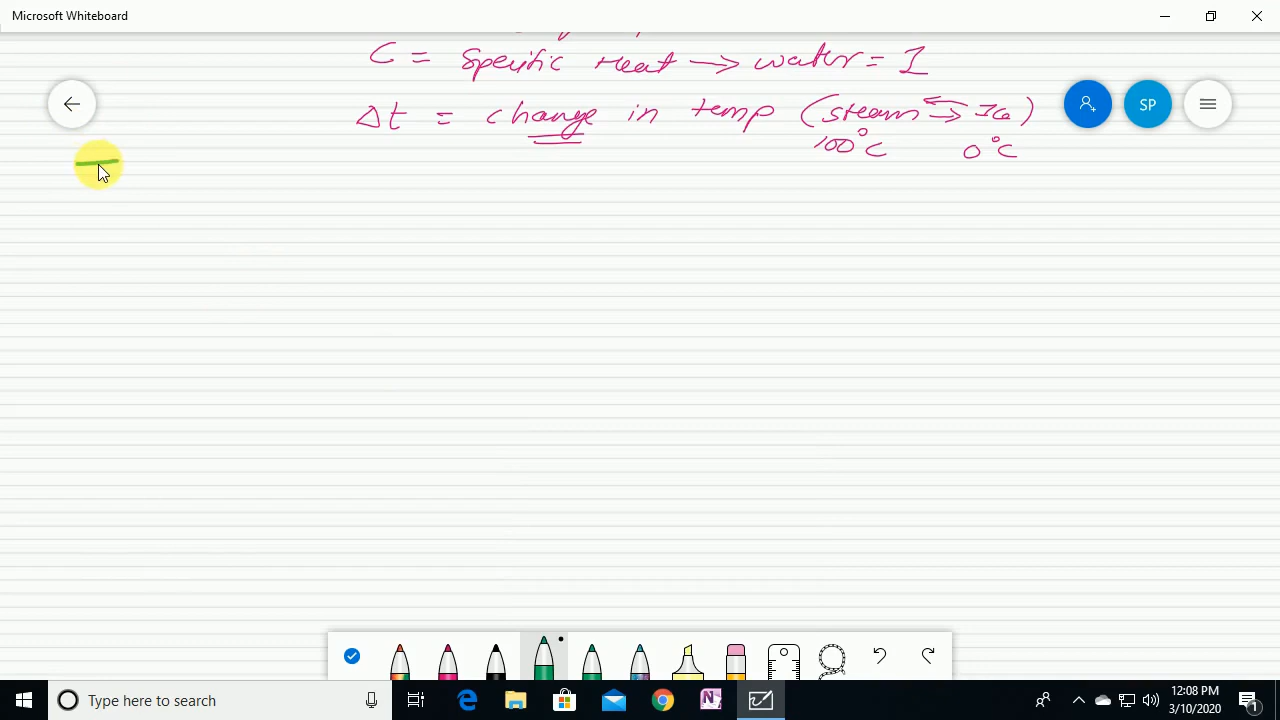 Microsoft Whiteboard
C = Specific Heat → water = 1
Δt = change in temp (steam ⇄ Ice)
100°C 0°C
SP
Type here to search
12:08 PM
3/10/2020
1